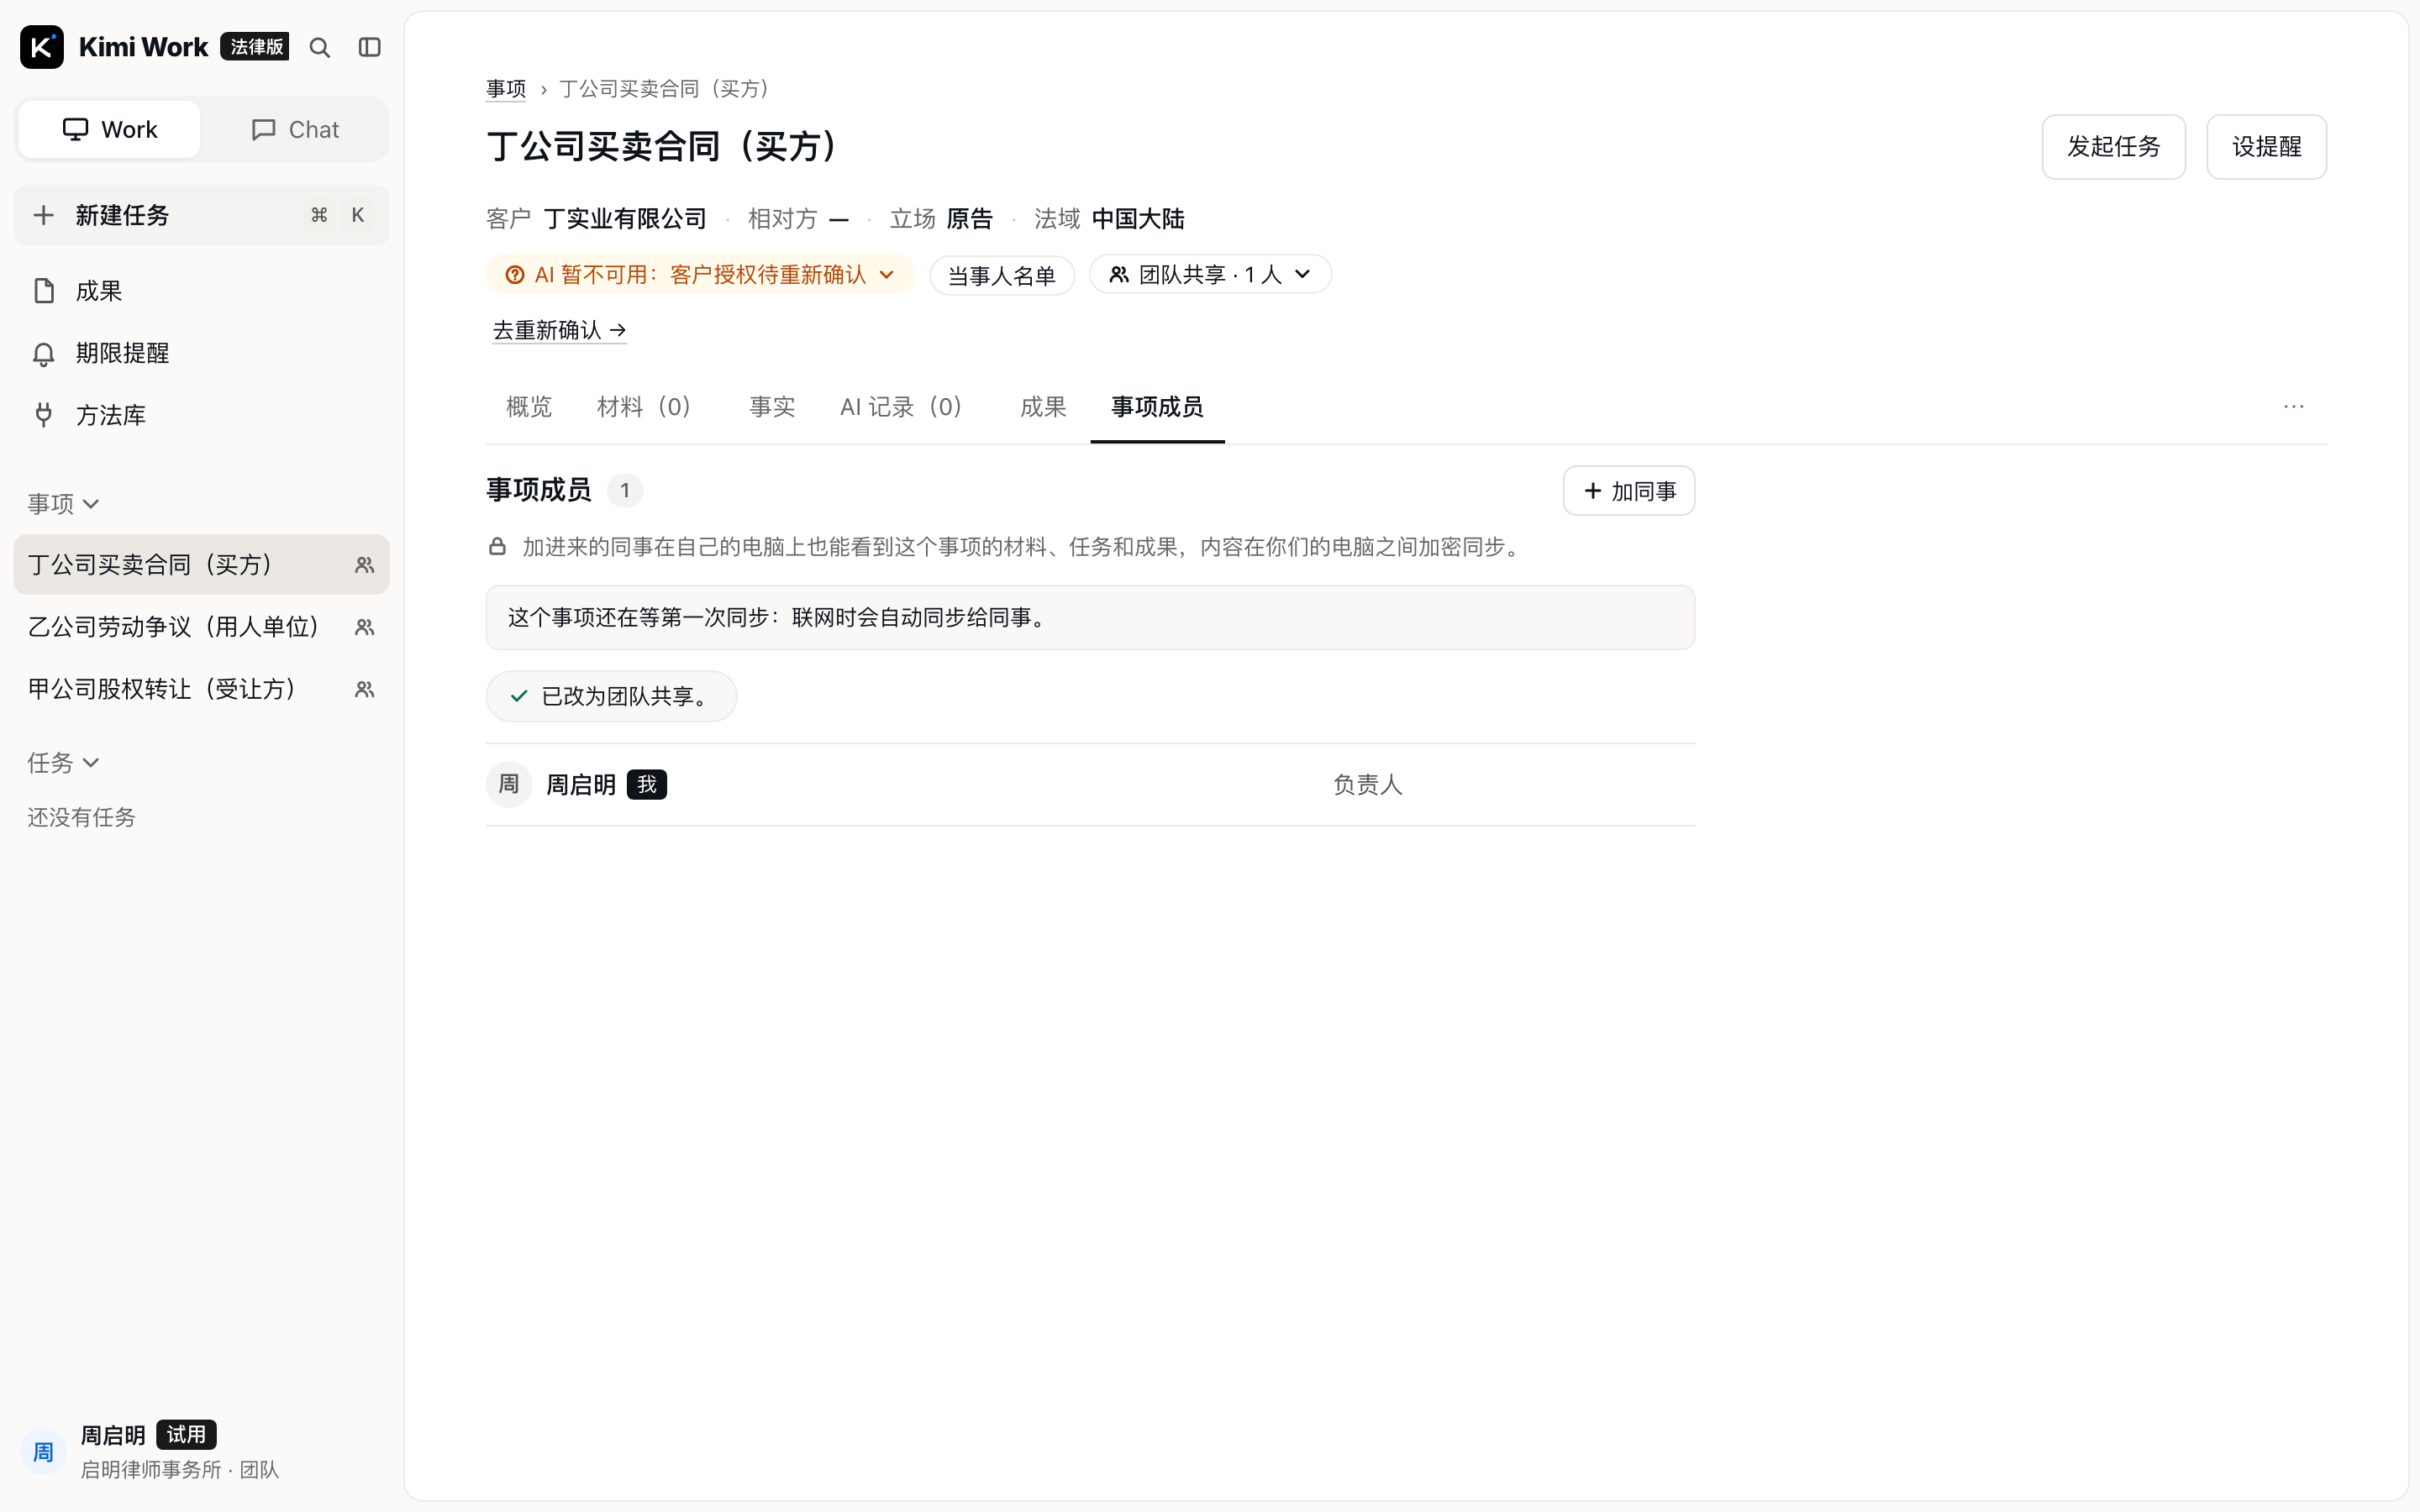 Kimi Work 法律版
Work
Chat
新建任务 ⌘ K
成果
期限提醒
方法库
事项
丁公司买卖合同（买方）
乙公司劳动争议（用人单位）
甲公司股权转让（受让方）
任务
还没有任务
周
周启明 试用
启明律师事务所 · 团队
事项 › 丁公司买卖合同（买方）
丁公司买卖合同（买方）
发起任务
设提醒
客户 丁实业有限公司 · 相对方 — · 立场 原告 · 法域 中国大陆
AI 暂不可用：客户授权待重新确认
当事人名单
团队共享 · 1 人
去重新确认 →
概览 材料（0） 事实 AI 记录（0） 成果 事项成员 ···
事项成员 1
+ 加同事
加进来的同事在自己的电脑上也能看到这个事项的材料、任务和成果，内容在你们的电脑之间加密同步。
这个事项还在等第一次同步：联网时会自动同步给同事。
已改为团队共享。
周 周启明 我 负责人